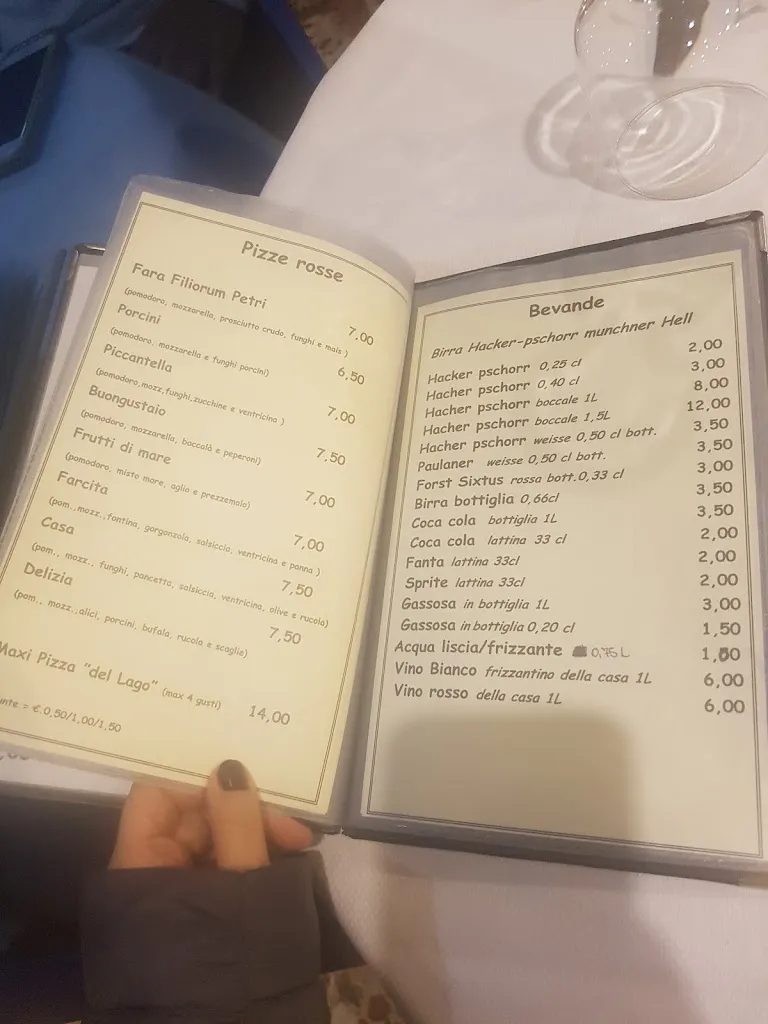 Pizze rosse
Fara Filiorum Petri 7,00
(pomodoro, mozzarella, prosciutto crudo, funghi e mais )
Porcini 6,50
(pomodoro, mozzarella e funghi porcini)
Piccantella 7,00
(pomodoro,mozz,funghi,zucchine e ventricina )
Buongustaio 7,50
(pomodoro, mozzarella, baccalà e peperoni)
Frutti di mare 7,00
(pomodoro, misto mare, aglio e prezzemolo)
Farcita 7,00
(pom.,mozz.,fontina, gorgonzola, salsiccia, ventricina e panna )
Casa 7,50
(pom., mozz., funghi, pancetta, salsiccia, ventricina, olive e rucola)
Delizia 7,50
(pom., mozz.,alici, porcini, bufala, rucola e scaglie)
Maxi Pizza "del Lago" (max 4 gusti) 14,00
= €.0,50/1,00/1,50
Bevande
Birra Hacker-pschorr munchner Hell
Hacker pschorr 0,25 cl 2,00
Hacher pschorr 0,40 cl 3,00
Hacher pschorr boccale 1L 8,00
Hacher pschorr boccale 1,5L 12,00
Hacher pschorr weisse 0,50 cl bott. 3,50
Paulaner weisse 0,50 cl bott. 3,50
Forst Sixtus rossa bott.0,33 cl 3,00
Birra bottiglia 0,66cl 3,50
Coca cola bottiglia 1L 3,50
Coca cola lattina 33 cl 2,00
Fanta lattina 33cl 2,00
Sprite lattina 33cl 2,00
Gassosa in bottiglia 1L 3,00
Gassosa in bottiglia 0,20 cl 1,50
Acqua liscia/frizzante 0,75 L
Vino Bianco frizzantino della casa 1L 6,00
Vino rosso della casa 1L 6,00